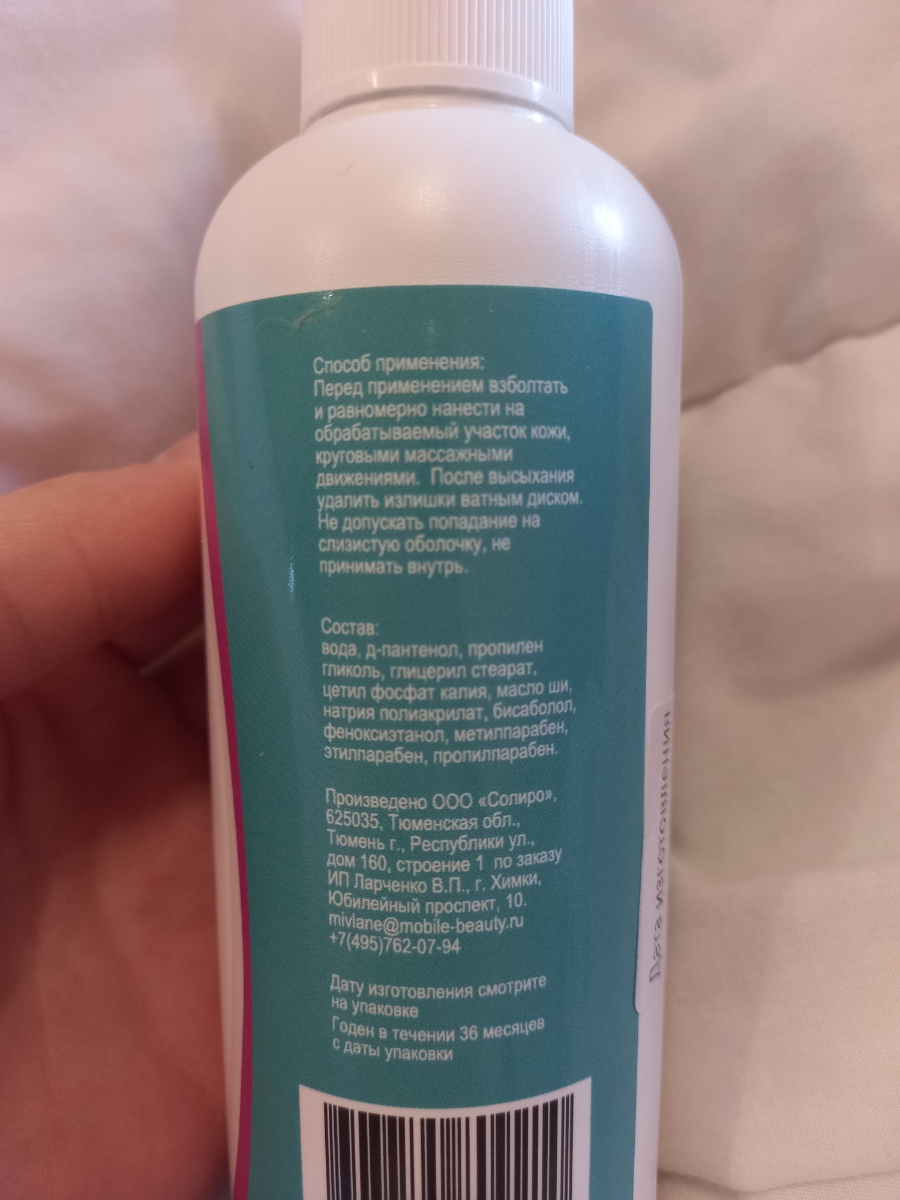 Способ применения:
Перед применением взболтать
и равномерно нанести на
обрабатываемый участок кожи,
круговыми массажными
движениями. После высыхания
удалить излишки ватным диском.
Не допускать попадание на
слизистую оболочку, не
принимать внутрь.
Состав:
вода, д-пантенол, пропилен
гликоль, глицерил стеарат,
цетил фосфат калия, масло ши,
натрия полиакрилат, бисаболол,
феноксиэтанол, метилпарабен,
этилпарабен, пропилпарабен.
Произведено ООО «Солиро»,
625035, Тюменская обл.,
Тюмень г., Республики ул.,
дом 160, строение 1 по заказу
ИП Ларченко В.П., г. Химки,
Юбилейный проспект, 10.
mivlane@mobile-beauty.ru
+7(495)762-07-94
Дату изготовления смотрите
на упаковке
Годен в течении 36 месяцев
с даты упаковки
Дата изготовления